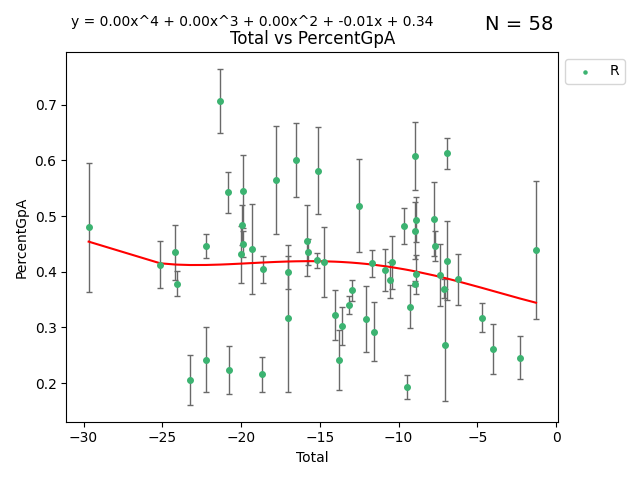 y = 0.00x^4 + 0.00x^3 + 0.00x^2 + -0.01x + 0.34
N = 58
Total vs PercentGpA
R
PercentGpA
0.7
0.6
0.5
0.4
0.3
0.2
−30
−25
−20
−15
−10
−5
0
Total